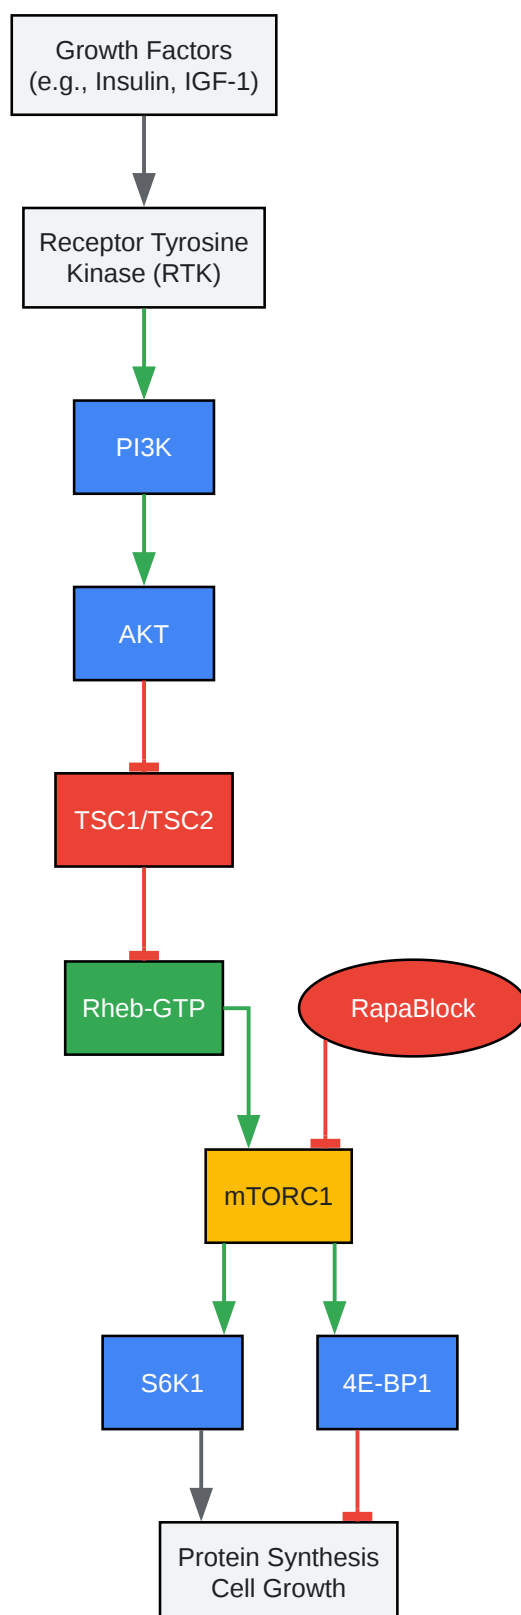 Growth Factors
(e.g., Insulin, IGF-1)
Receptor Tyrosine
Kinase (RTK)
PI3K
AKT
TSC1/TSC2
Rheb-GTP
RapaBlock
mTORC1
S6K1
4E-BP1
Protein Synthesis
Cell Growth